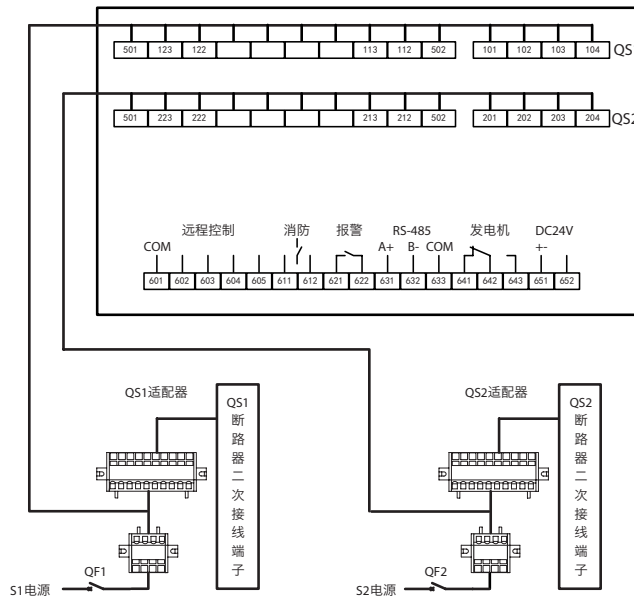 501 123 122 113 112 502 101 102 103 104 QS
501 223 222 213 212 502 201 202 203 204 QS2
远程控制 消防 报警 RS-485 发电机 DC24V
COM A+ B- COM +-
601 602 603 604 605 611 612 621 622 631 632 633 641 642 643 651 652
QS1适配器 QS2适配器
QS1
断
路
器
二
次
接
线
端
子
QS2
断
路
器
二
次
接
线
端
子
QF1 QF2
S1电源 S2电源